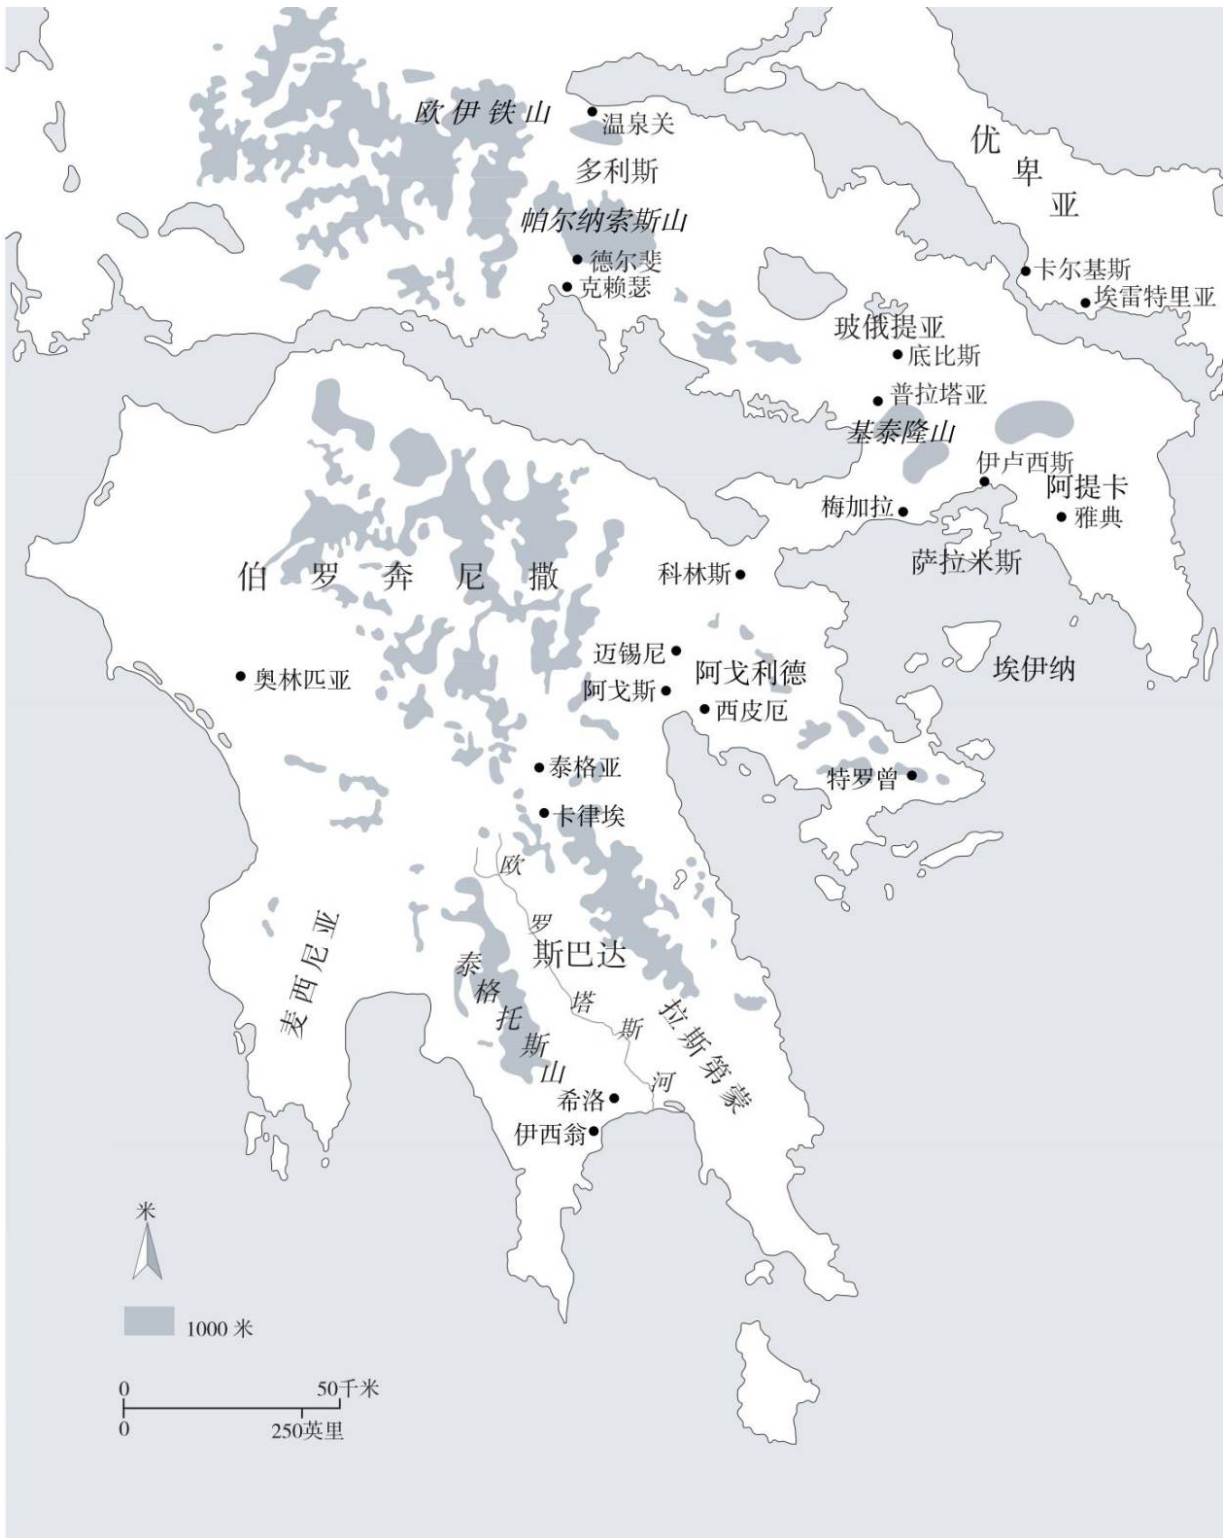 欧伊铁山
温泉关
多利斯
优卑亚
帕尔纳索斯山
德尔斐
克赖瑟
卡尔基斯
埃雷特里亚
玻俄提亚
底比斯
普拉塔亚
基泰隆山
伊卢西斯
阿提卡
梅加拉
雅典
萨拉米斯
伯罗奔尼撒
科林斯
迈锡尼
阿戈利德
埃伊纳
奥林匹亚
阿戈斯
西皮厄
泰格亚
特罗曾
卡律埃
欧罗塔斯河
斯巴达
泰格托斯山
麦西尼亚
拉斯第蒙
希洛
伊西翁
米
1000 米
0 50千米
0 250英里